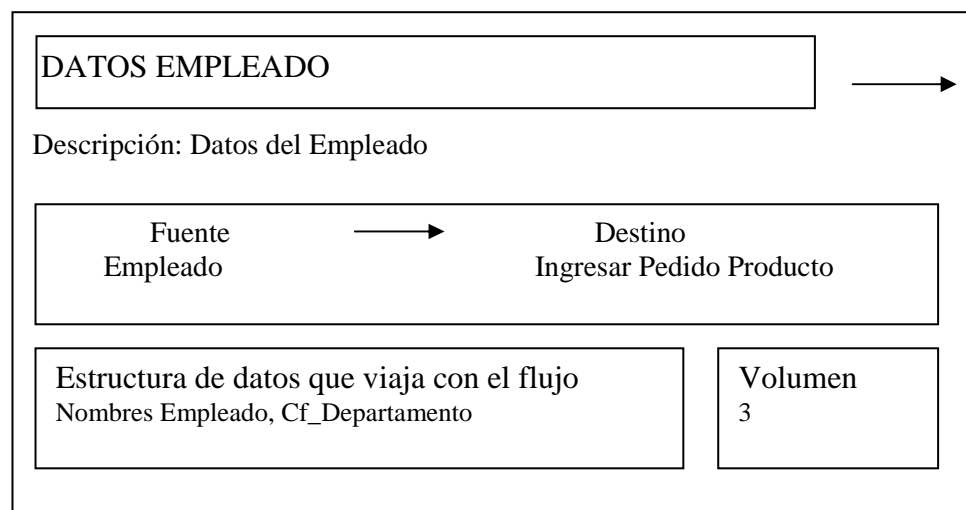 DATOS EMPLEADO
Descripción: Datos del Empleado
Fuente Destino
Empleado Ingresar Pedido Producto
Estructura de datos que viaja con el flujo
Nombres Empleado, Cf_Departamento
Volumen
3